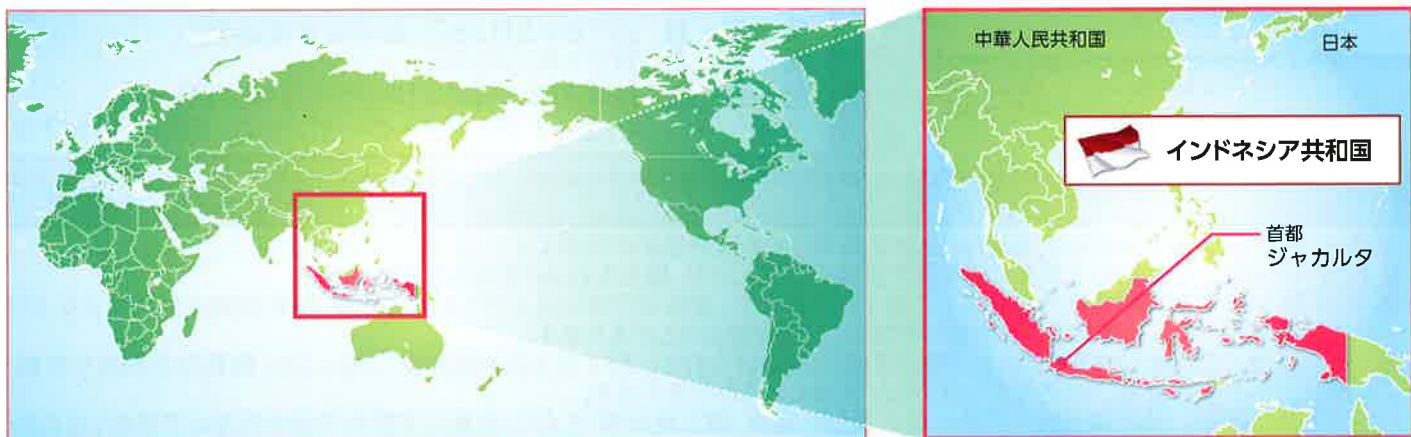 中華人民共和国
日本
インドネシア共和国
首都
ジャカルタ